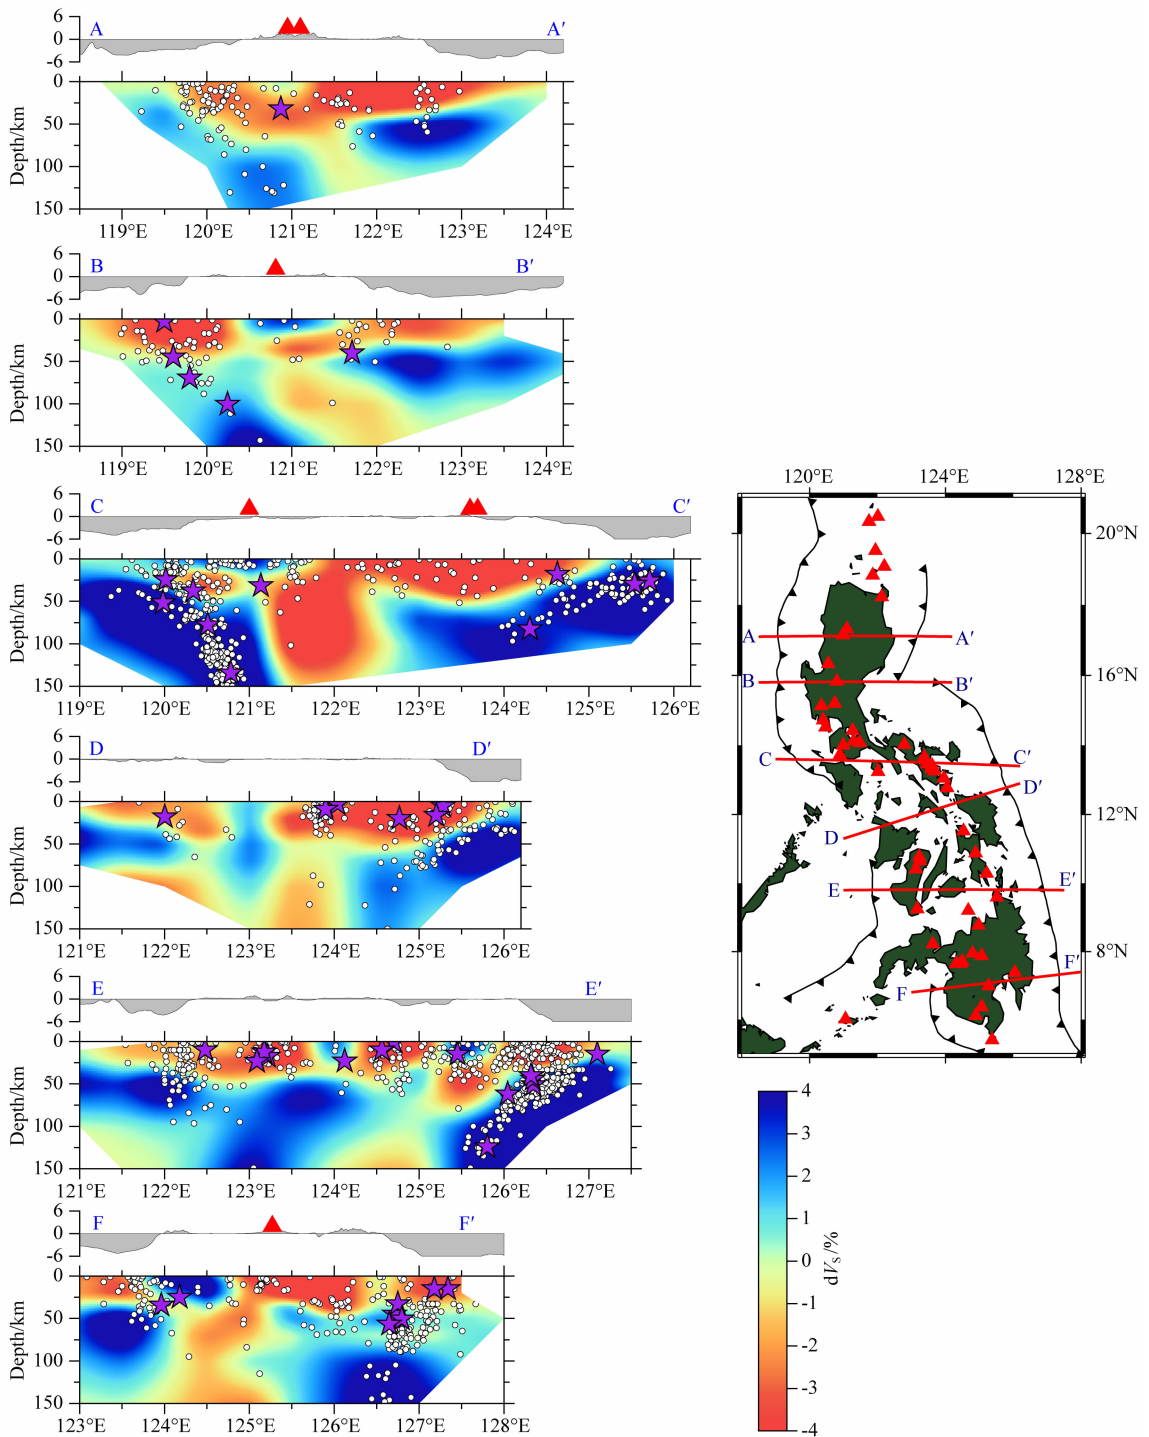 6
0
-6
A
A′
0
50
100
150
Depth/km
119°E 120°E 121°E 122°E 123°E 124°E
6
0
-6
B
B′
0
50
100
150
Depth/km
119°E 120°E 121°E 122°E 123°E 124°E
6
0
-6
C
C′
0
50
100
150
Depth/km
119°E 120°E 121°E 122°E 123°E 124°E 125°E 126°E
6
0
-6
D
D′
0
50
100
150
Depth/km
121°E 122°E 123°E 124°E 125°E 126°E
6
0
-6
E
E′
0
50
100
150
Depth/km
121°E 122°E 123°E 124°E 125°E 126°E 127°E
6
0
-6
F
F′
0
50
100
150
Depth/km
123°E 124°E 125°E 126°E 127°E 128°E
120°E 124°E 128°E
20°N
16°N
12°N
8°N
A A′
B B′
C C′
D D′
E E′
F F′
4
3
2
1
0
-1
-2
-3
-4
dVS/%